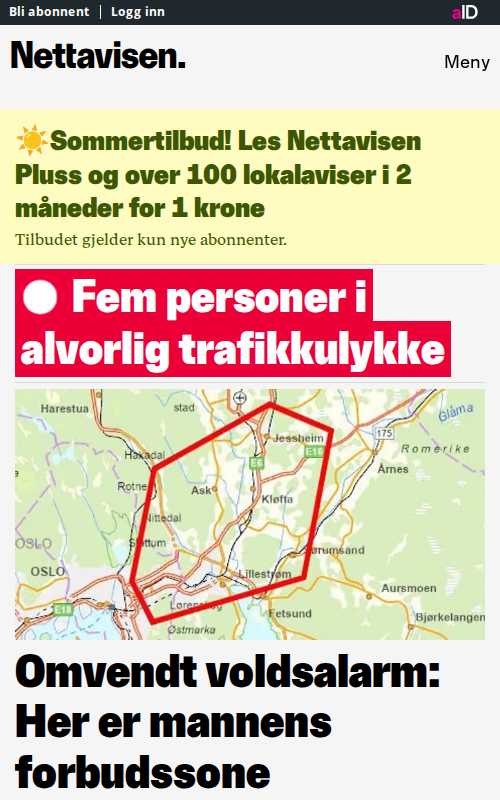 Bli abonnent
Logg inn
aID
Nettavisen.
Meny
Sommertilbud! Les Nettavisen
Pluss og over 100 lokalaviser i 2
måneder for 1 krone
Tilbudet gjelder kun nye abonnenter.
Fem personer i
alvorlig trafikkulykke
Harestua
stad
Glåma
175
Jessheim
Romerike
E16
Hakadal
E6
Årnes
Rotnes
Ask
Kløfta
Nittedal
OSLO
Slattum
Sørumsand
OSLO
Lillestrøm
Aursmoen
E18
Lørenskog
Fetsund
Bjørkelangen
Østmarka
Omvendt voldsalarm:
Her er mannens
forbudssone